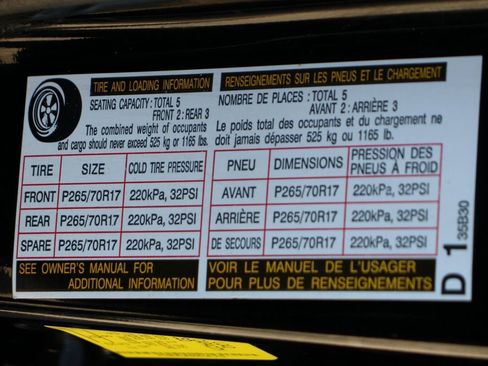 TIRE AND LOADING INFORMATION
SEATING CAPACITY : TOTAL 5
FRONT 2 : REAR 3
The combined weight of occupants
and cargo should never exceed 525 kg or 1165 lb.
TIRE SIZE COLD TIRE PRESSURE
FRONT P265/70R17 220kPa, 32PSI
REAR P265/70R17 220kPa, 32PSI
SPARE P265/70R17 220kPa, 32PSI
SEE OWNER'S MANUAL FOR
ADDITIONAL INFORMATION
RENSEIGNEMENTS SUR LES PNEUS ET LE CHARGEMENT
NOMBRE DE PLACES : TOTAL 5
AVANT 2 : ARRIÈRE 3
Le poids total des occupants et du chargement ne
doit jamais dépasser 525 kg ou 1165 lb.
PNEU DIMENSIONS PRESSION DES
PNEUS À FROID
AVANT P265/70R17 220kPa, 32PSI
ARRIÈRE P265/70R17 220kPa, 32PSI
DE SECOURS P265/70R17 220kPa, 32PSI
VOIR LE MANUEL DE L'USAGER
POUR PLUS DE RENSEIGNEMENTS
D 1 35B30